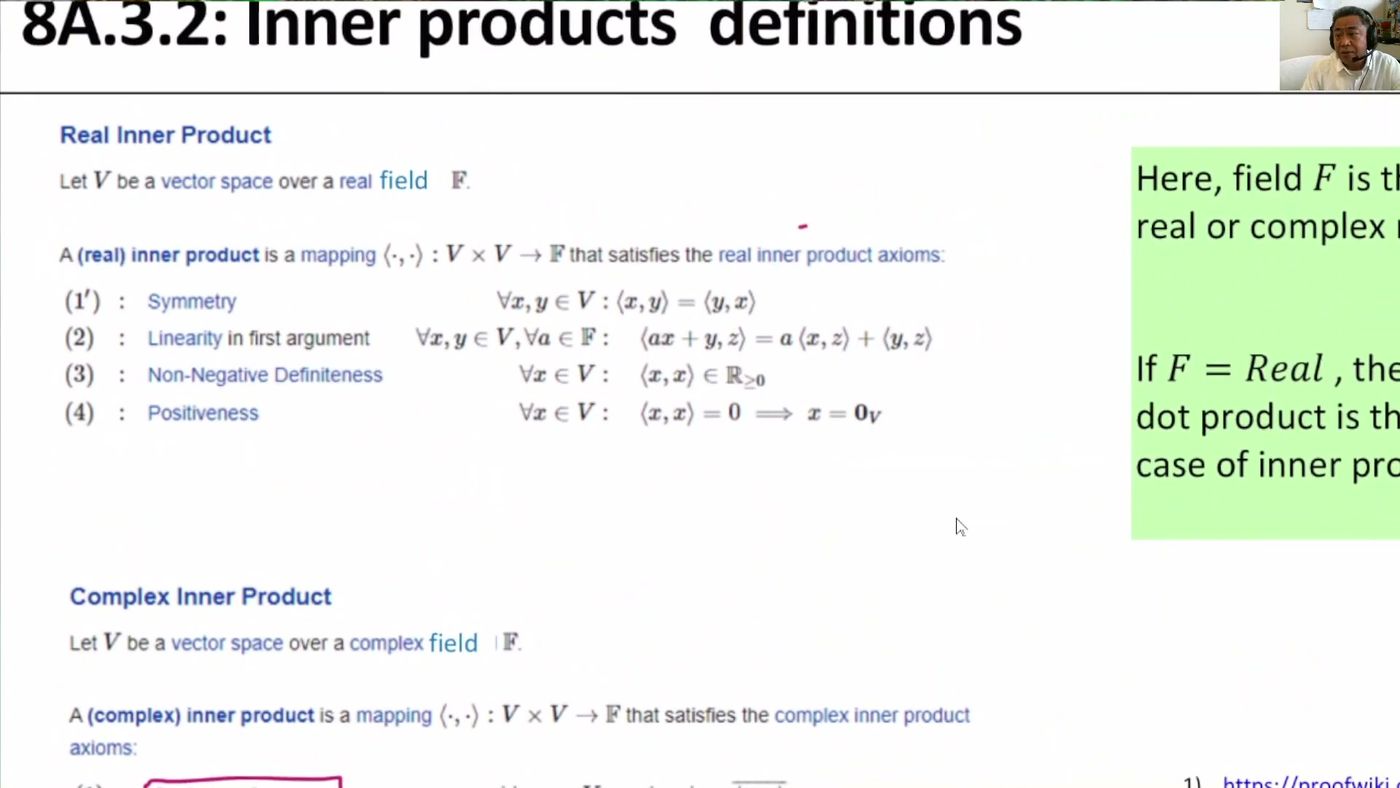 8A.3.2: Inner products definitions
Real Inner Product
Let V be a vector space over a real field 𝔽.
A (real) inner product is a mapping ⟨·,·⟩ : V × V → 𝔽 that satisfies the real inner product axioms:
(1′) : Symmetry ∀x, y ∈ V : ⟨x, y⟩ = ⟨y, x⟩
(2) : Linearity in first argument ∀x, y ∈ V, ∀a ∈ 𝔽 : ⟨ax + y, z⟩ = a ⟨x, z⟩ + ⟨y, z⟩
(3) : Non-Negative Definiteness ∀x ∈ V : ⟨x, x⟩ ∈ ℝ≥0
(4) : Positiveness ∀x ∈ V : ⟨x, x⟩ = 0 ⟹ x = 0V
Complex Inner Product
Let V be a vector space over a complex field 𝔽.
A (complex) inner product is a mapping ⟨·,·⟩ : V × V → 𝔽 that satisfies the complex inner product
axioms:
Here, field F is
real or complex
If F = Real ,
dot product is
case of inner
1) https://proofwiki.